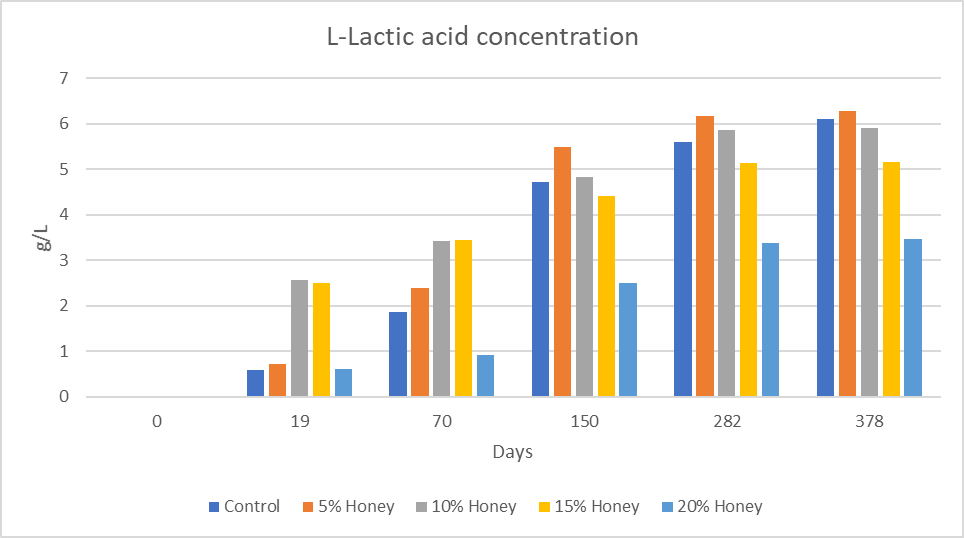 L-Lactic acid concentration
7
6
5
4
3
2
1
0
g/L
0 19 70 150 282 378
Days
Control 5% Honey 10% Honey 15% Honey 20% Honey